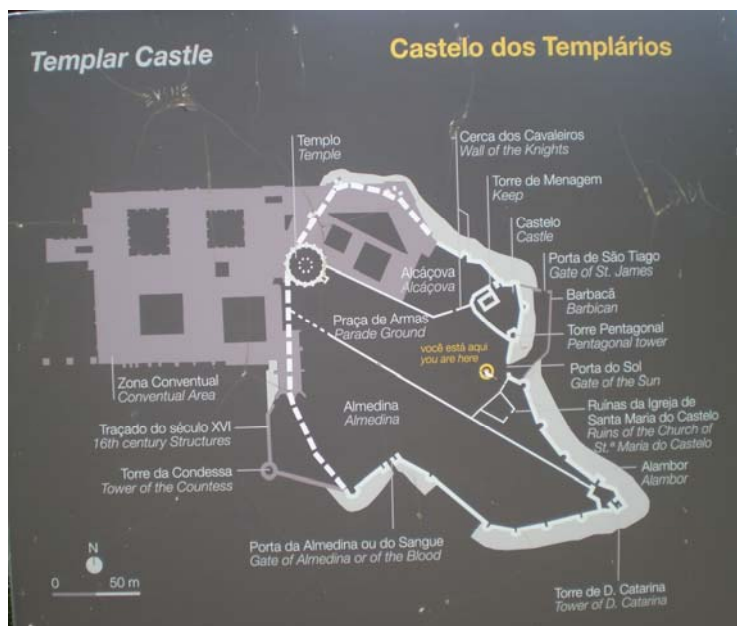 Templar Castle
Castelo dos Templários
Templo
Temple
Cerca dos Cavaleiros
Wall of the Knights
Torre de Menagem
Keep
Castelo
Castle
Porta de São Tiago
Gate of St. James
Alcáçova
Alcáçova
Barbacã
Barbican
Praça de Armas
Parade Ground
Torre Pentagonal
Pentagonal tower
você está aqui
you are here
Porta do Sol
Gate of the Sun
Zona Conventual
Conventual Area
Almedina
Almedina
Ruínas da Igreja de
Santa Maria do Castelo
Ruins of the Church of
St.ª Maria do Castelo
Traçado do século XVI
16th century Structures
Torre da Condessa
Tower of the Countess
Alambor
Alambor
Porta da Almedina ou do Sangue
Gate of Almedina or of the Blood
N
0 50 m
Torre de D. Catarina
Tower of D. Catarina